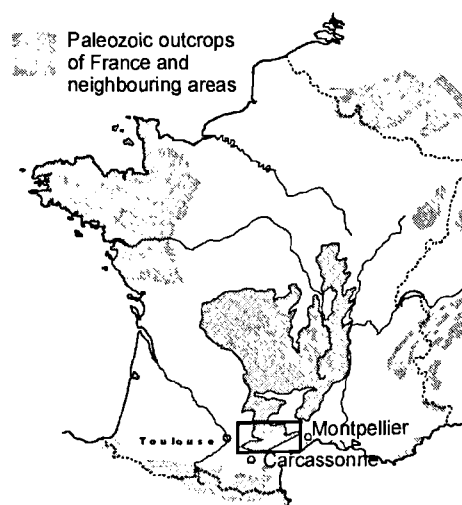 Paleozoic outcrops
of France and
neighbouring areas
Montpellier
Toulouse
Carcassonne